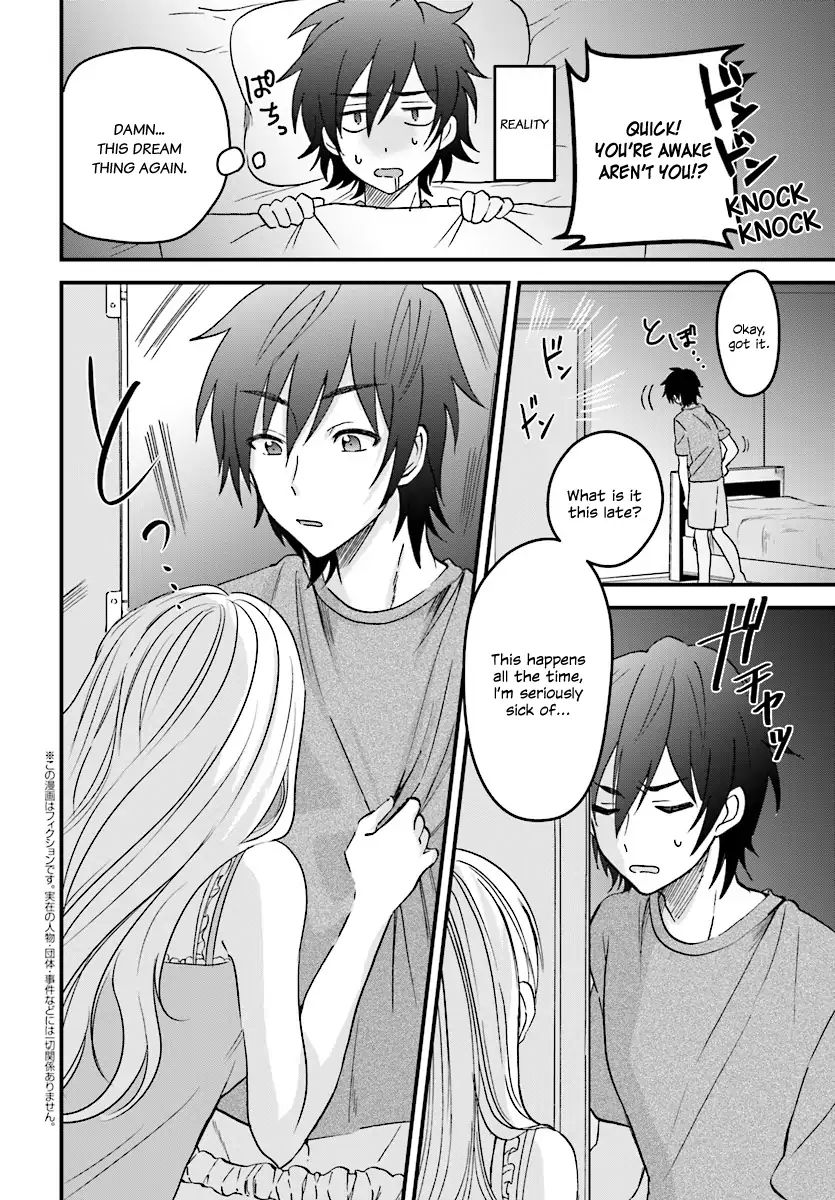 QUICK!
YOU'RE AWAKE
AREN'T YOU!?
ドンドン
KNOCK
KNOCK
REALITY
ぱちっ
DAMN...
THIS DREAM
THING AGAIN.
Okay,
got it.
とぼ…
ドンドン
What is it
this late?
This happens
all the time,
I'm seriously
sick of...
ガチャッ
※この漫画はフィクションです。実在の人物・団体・事件などには一切関係ありません。